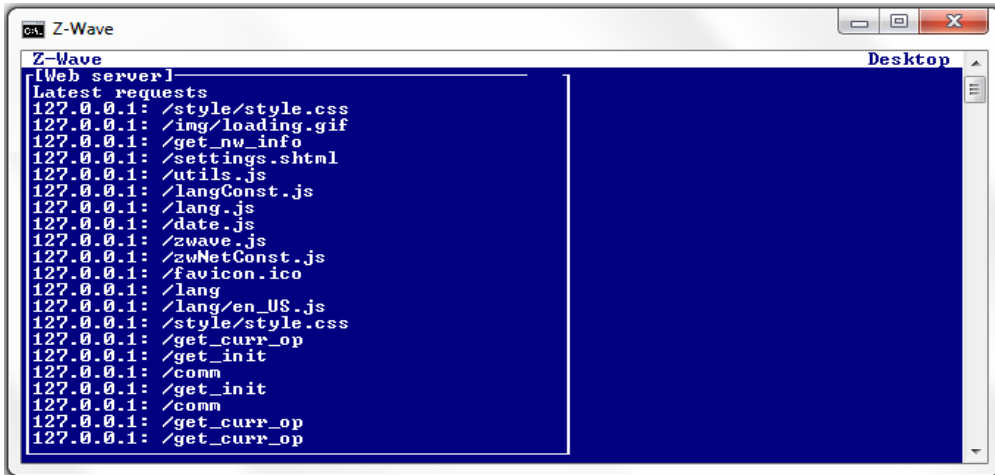 Z-Wave
Z-Wave Desktop
[Web server]
Latest requests
127.0.0.1: /style/style.css
127.0.0.1: /img/loading.gif
127.0.0.1: /get_nw_info
127.0.0.1: /settings.shtml
127.0.0.1: /utils.js
127.0.0.1: /langConst.js
127.0.0.1: /lang.js
127.0.0.1: /date.js
127.0.0.1: /zwave.js
127.0.0.1: /zwNetConst.js
127.0.0.1: /favicon.ico
127.0.0.1: /lang
127.0.0.1: /lang/en_US.js
127.0.0.1: /style/style.css
127.0.0.1: /get_curr_op
127.0.0.1: /get_init
127.0.0.1: /comm
127.0.0.1: /get_init
127.0.0.1: /comm
127.0.0.1: /get_curr_op
127.0.0.1: /get_curr_op